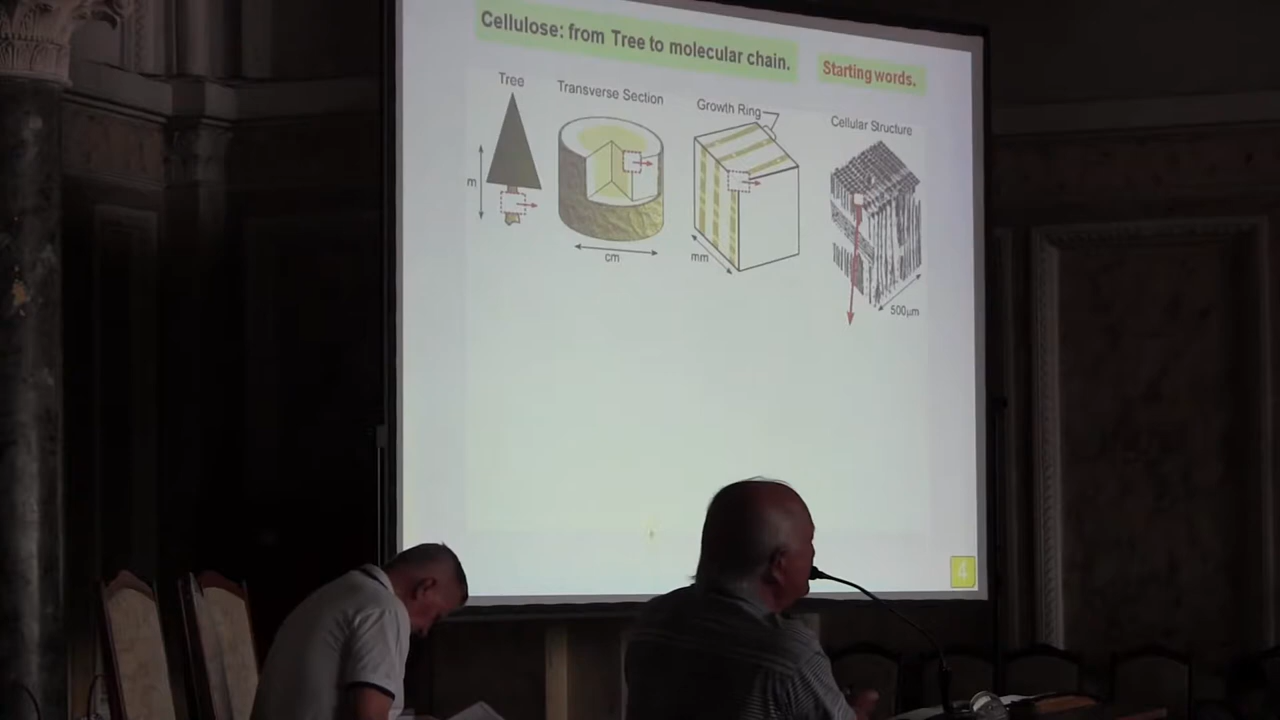 Cellulose: from Tree to molecular chain.
Starting words.
Tree
Transverse Section
Growth Ring
Cellular Structure
m
cm
mm
500µm
4